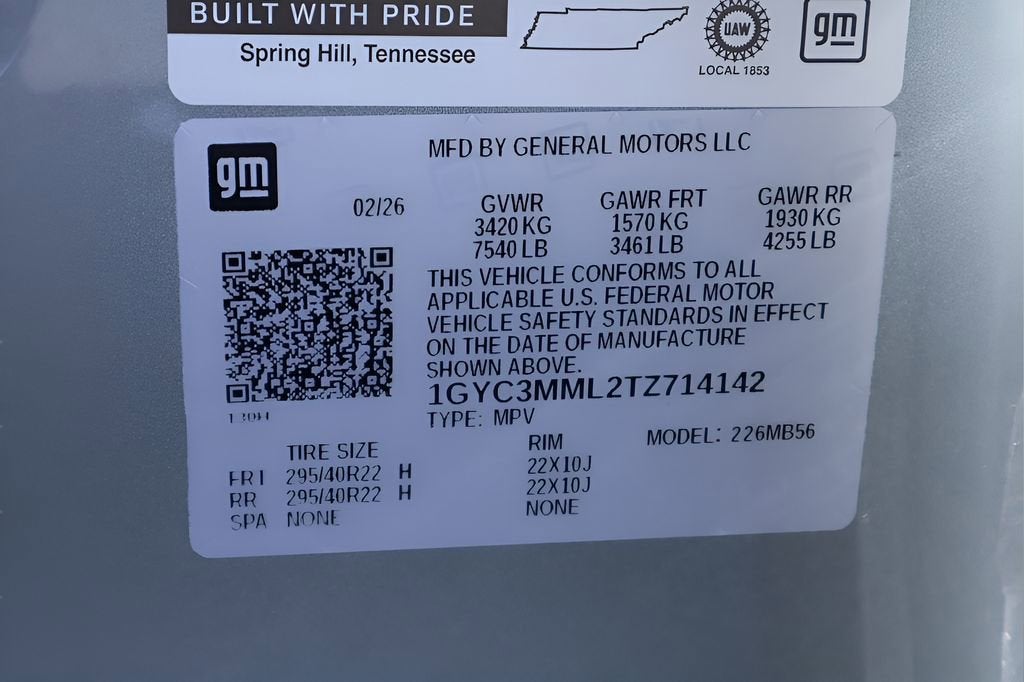 BUILT WITH PRIDE
Spring Hill, Tennessee
UAW
LOCAL 1853
gm
gm
MFD BY GENERAL MOTORS LLC
02/26
GVWR GAWR FRT GAWR RR
3420 KG 1570 KG 1930 KG
7540 LB 3461 LB 4255 LB
THIS VEHICLE CONFORMS TO ALL
APPLICABLE U.S. FEDERAL MOTOR
VEHICLE SAFETY STANDARDS IN EFFECT
ON THE DATE OF MANUFACTURE
SHOWN ABOVE.
1GYC3MML2TZ714142
TYPE: MPV
MODEL: 226MB56
TIRE SIZE RIM
FRT 295/40R22 H 22X10J
RR 295/40R22 H 22X10J
SPA NONE NONE